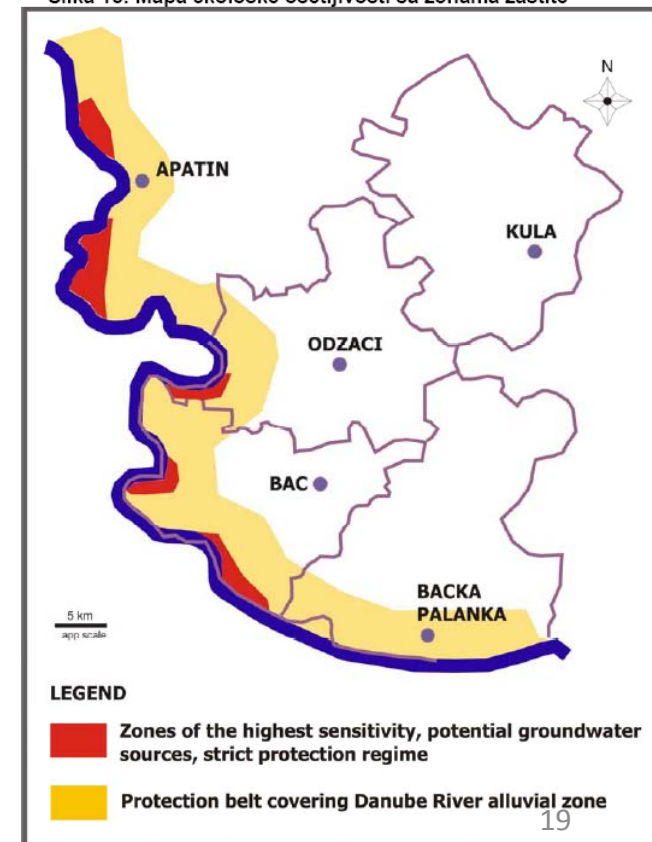 N
APATIN
KULA
ODZACI
BAC
BACKA
PALANKA
5 km
app scale
LEGEND
Zones of the highest sensitivity, potential groundwater
sources, strict protection regime
Protection belt covering Danube River alluvial zone
19